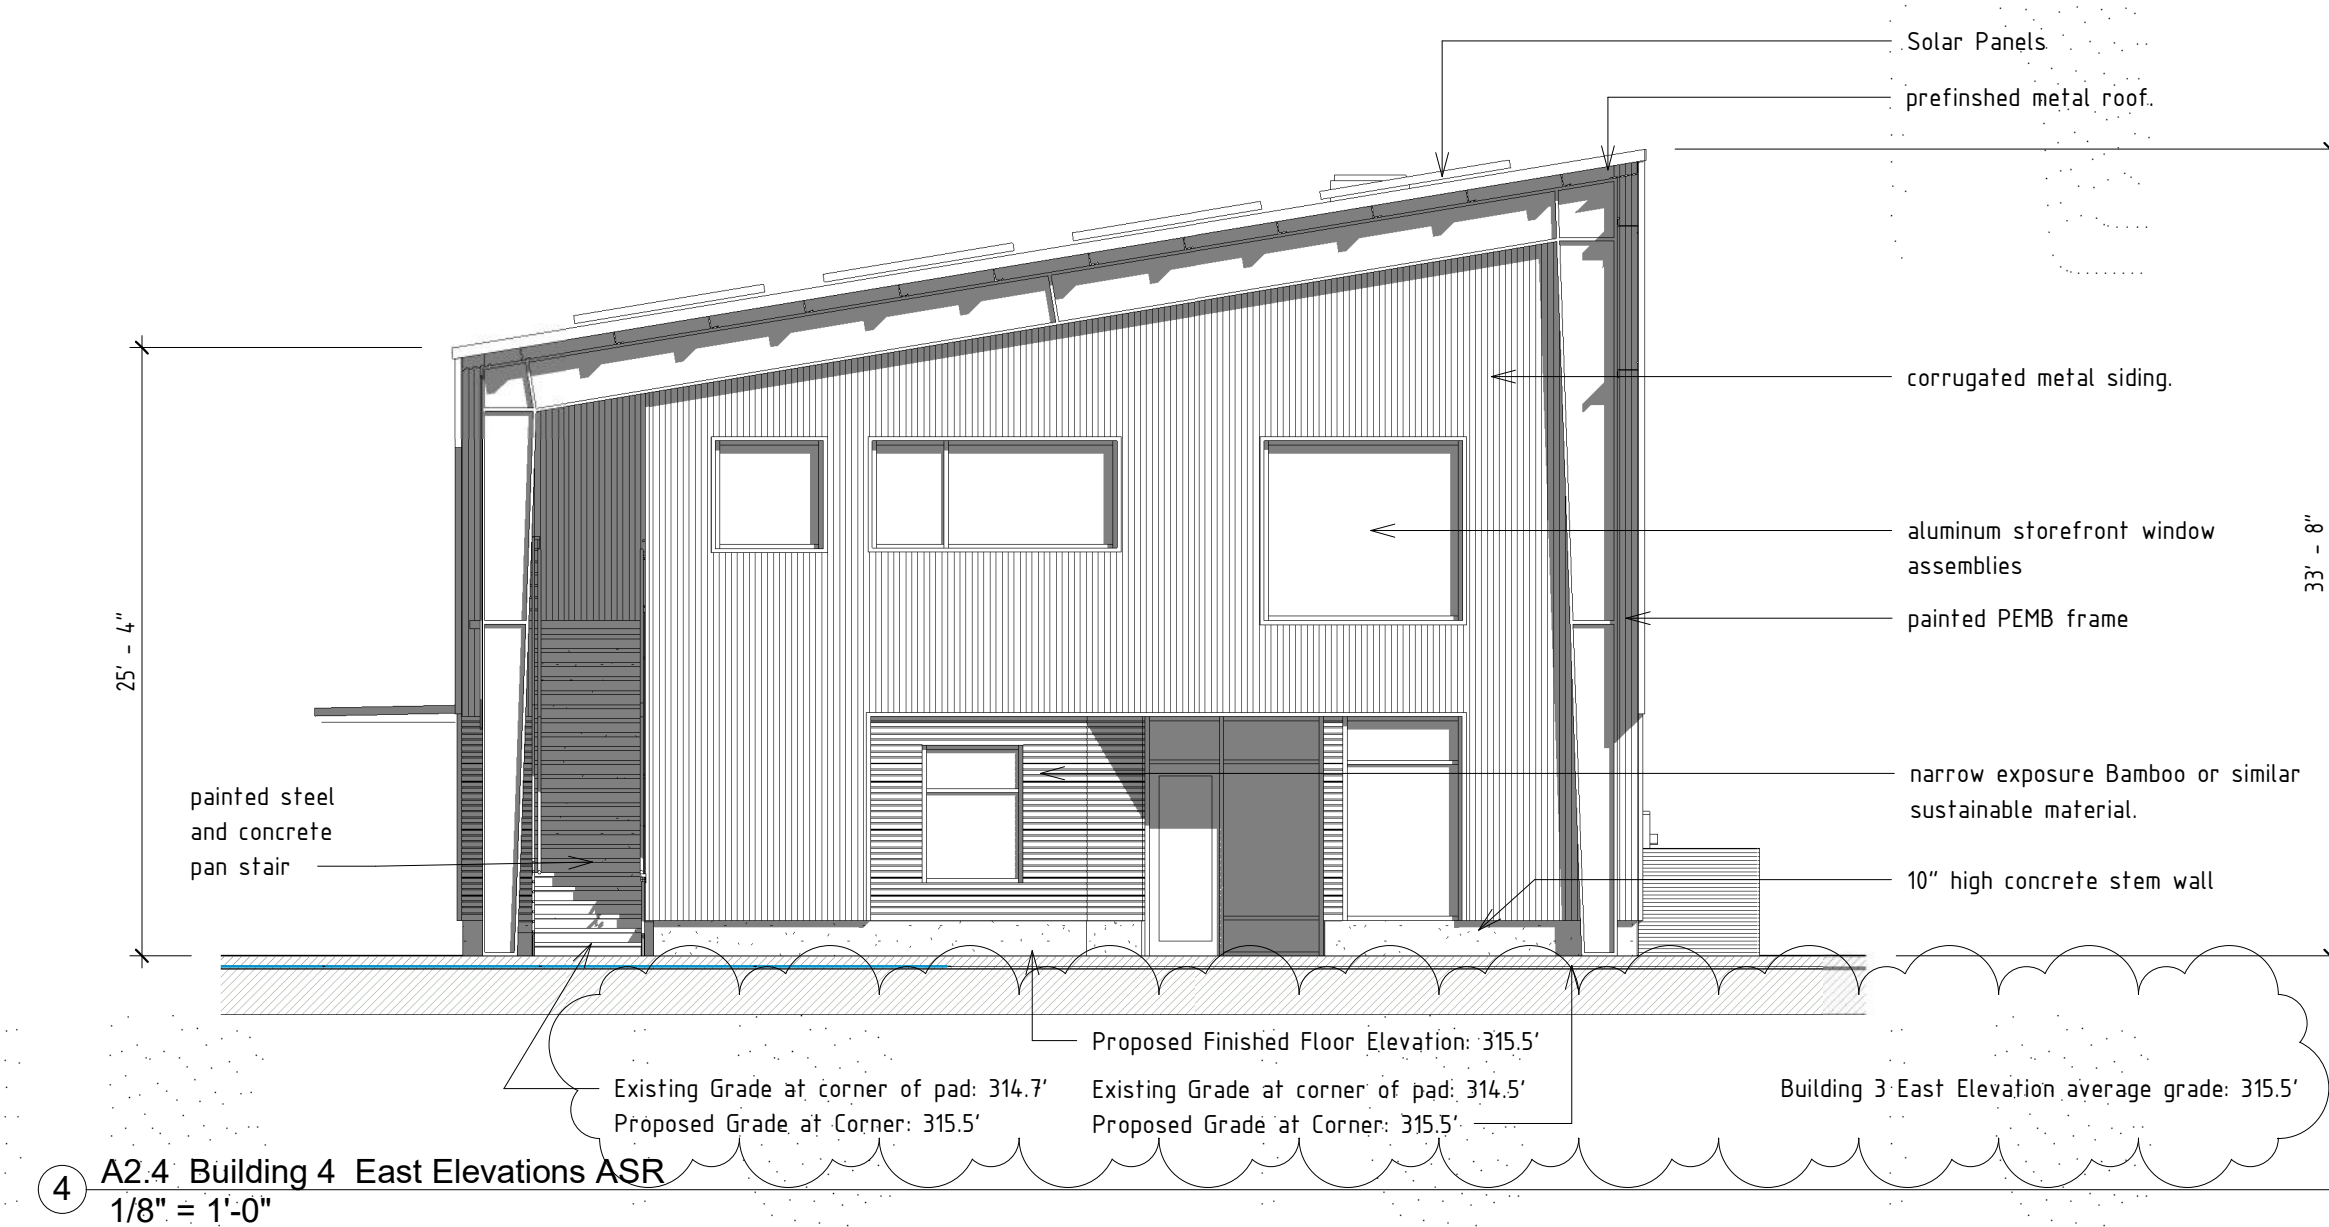 Solar Panels
prefinshed metal roof.
corrugated metal siding.
aluminum storefront window
assemblies
33' - 8"
painted PEMB frame
25' - 4"
narrow exposure Bamboo or similar
sustainable material.
painted steel
and concrete
pan stair
10" high concrete stem wall
Proposed Finished Floor Elevation: 315.5'
Existing Grade at corner of pad: 314.7'
Proposed Grade at Corner: 315.5'
Existing Grade at corner of pad: 314.5'
Proposed Grade at Corner: 315.5'
Building 3 East Elevation average grade: 315.5'
4 A2.4 Building 4 East Elevations ASR
1/8" = 1'-0"